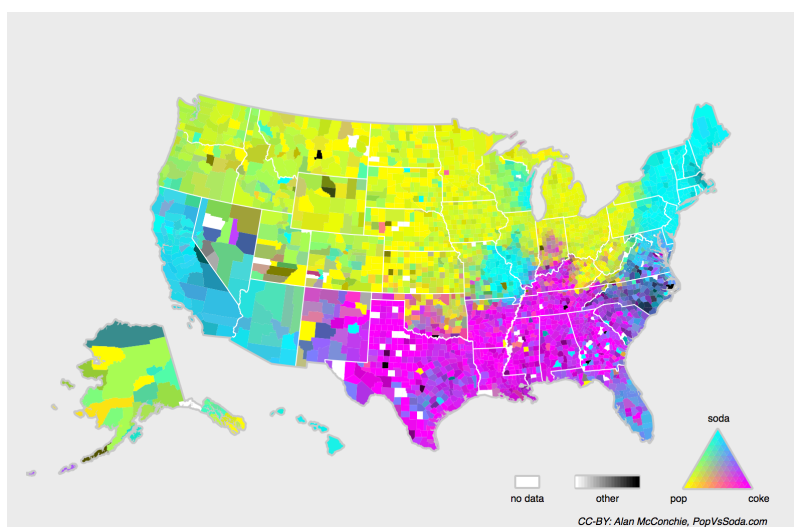 soda
pop
coke
no data
other
CC-BY: Alan McConchie, PopVsSoda.com